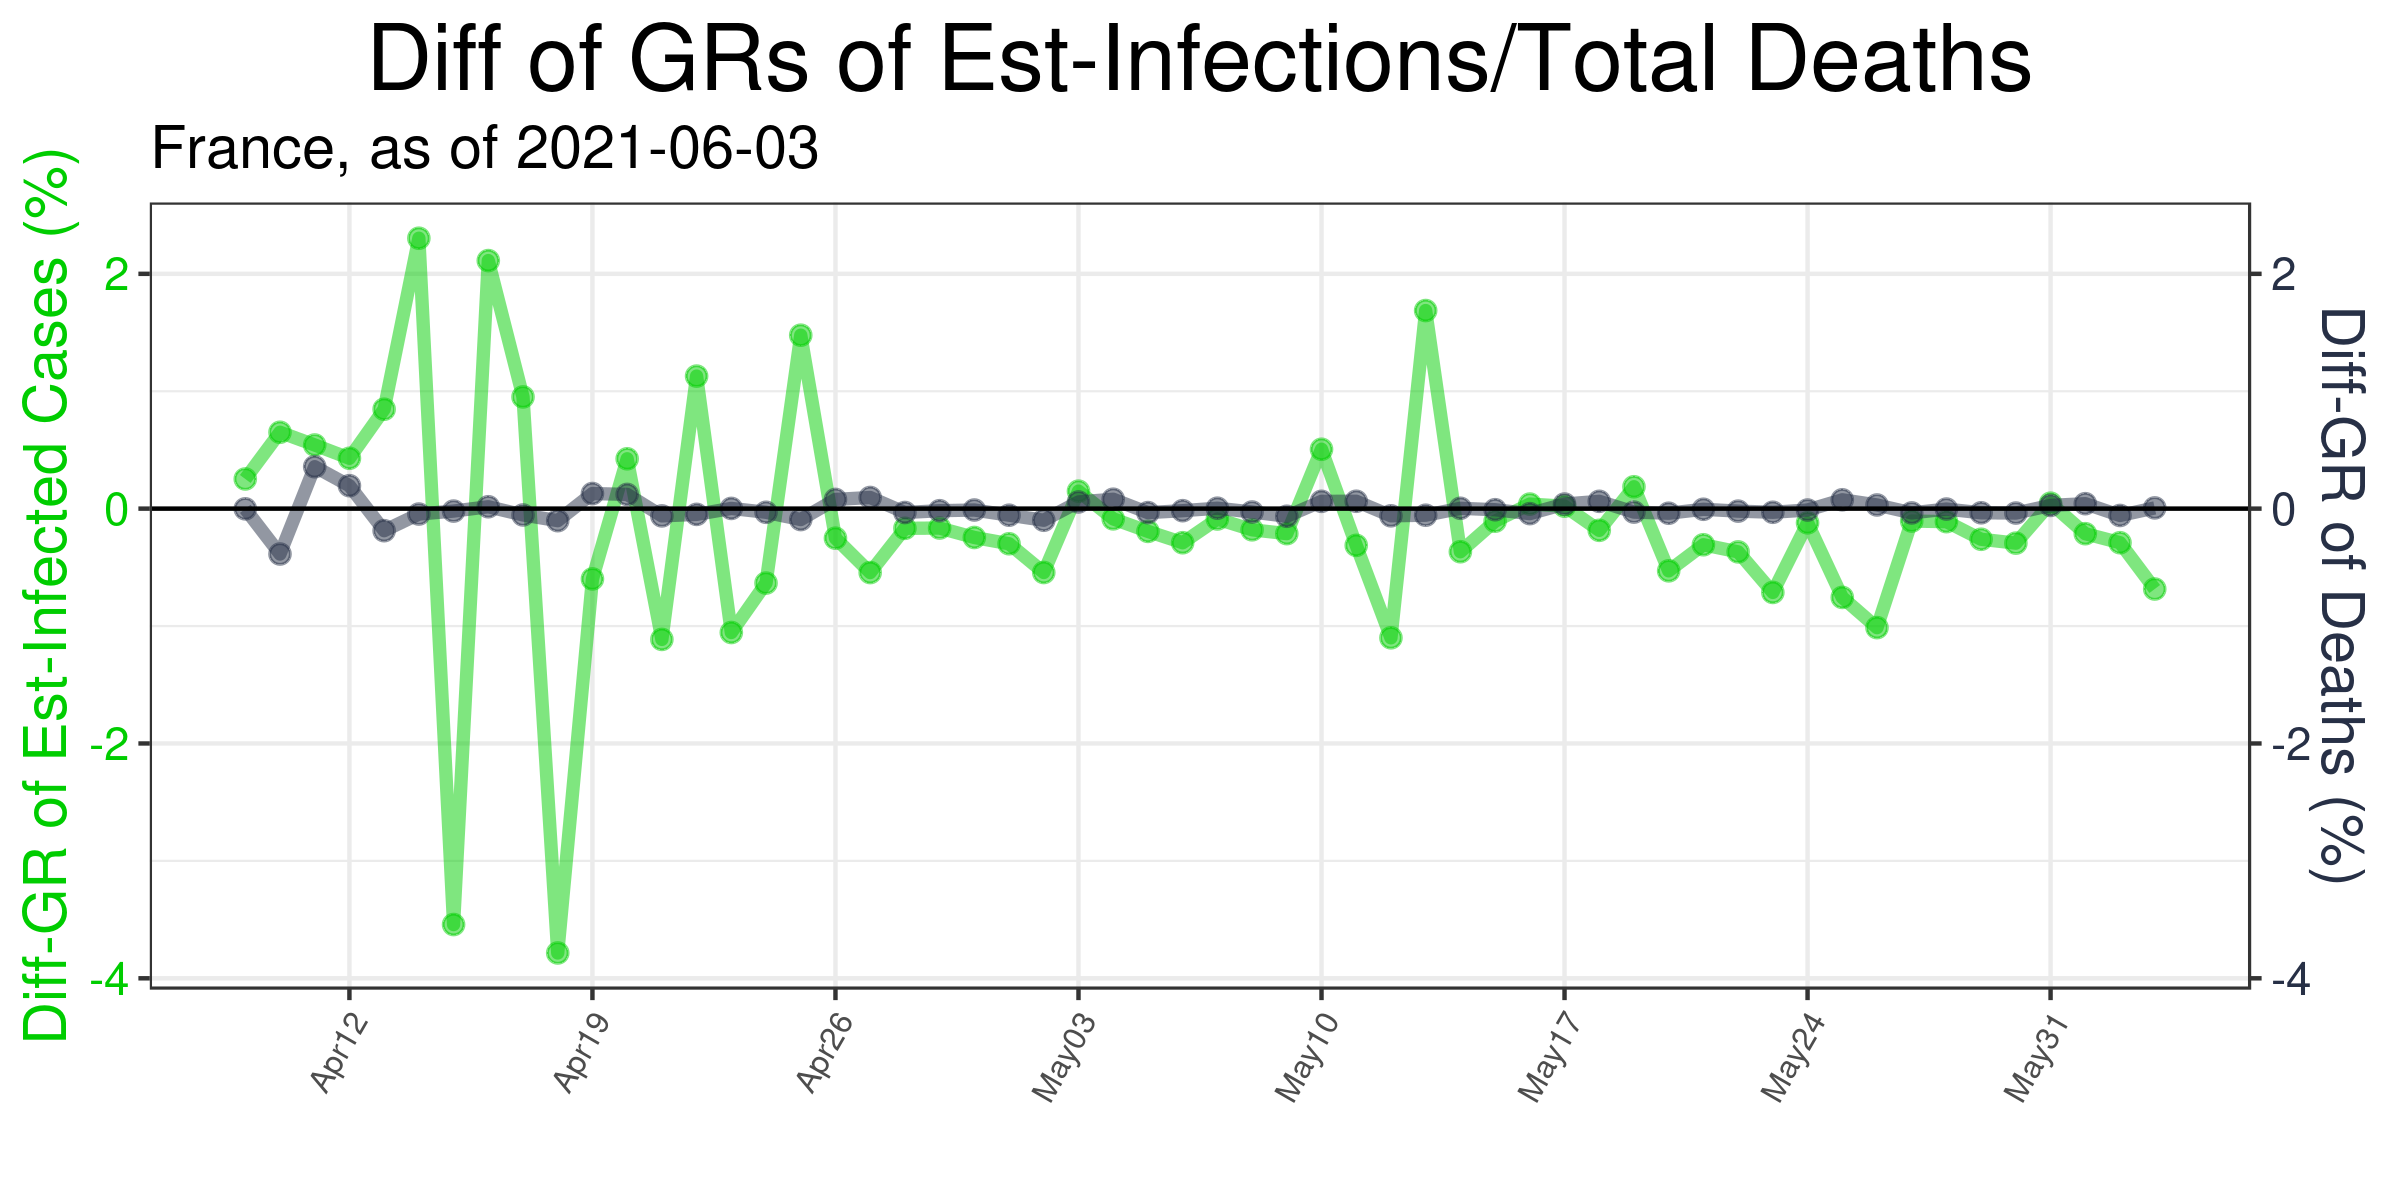 Diff of GRs of Est-Infections/Total Deaths
France, as of 2021-06-03
Diff-GR of Est-Infected Cases (%)
2
0
-2
-4
2
0
-2
-4
Diff-GR of Deaths (%)
Apr12
Apr19
Apr26
May03
May10
May17
May24
May31